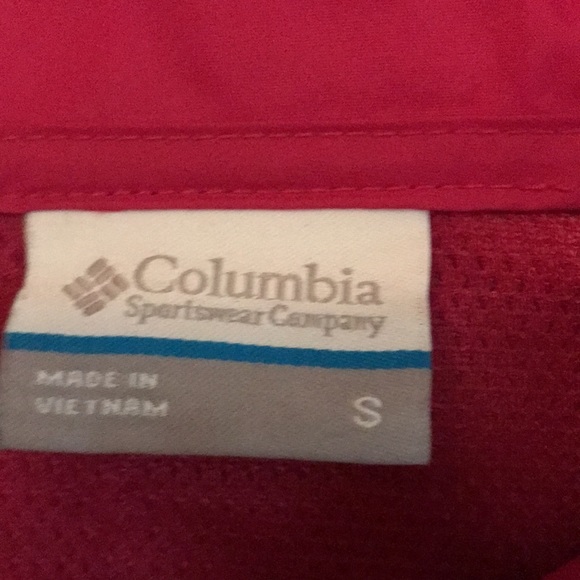 Columbia
Sportswear Company
MADE IN
VIETNAM
S